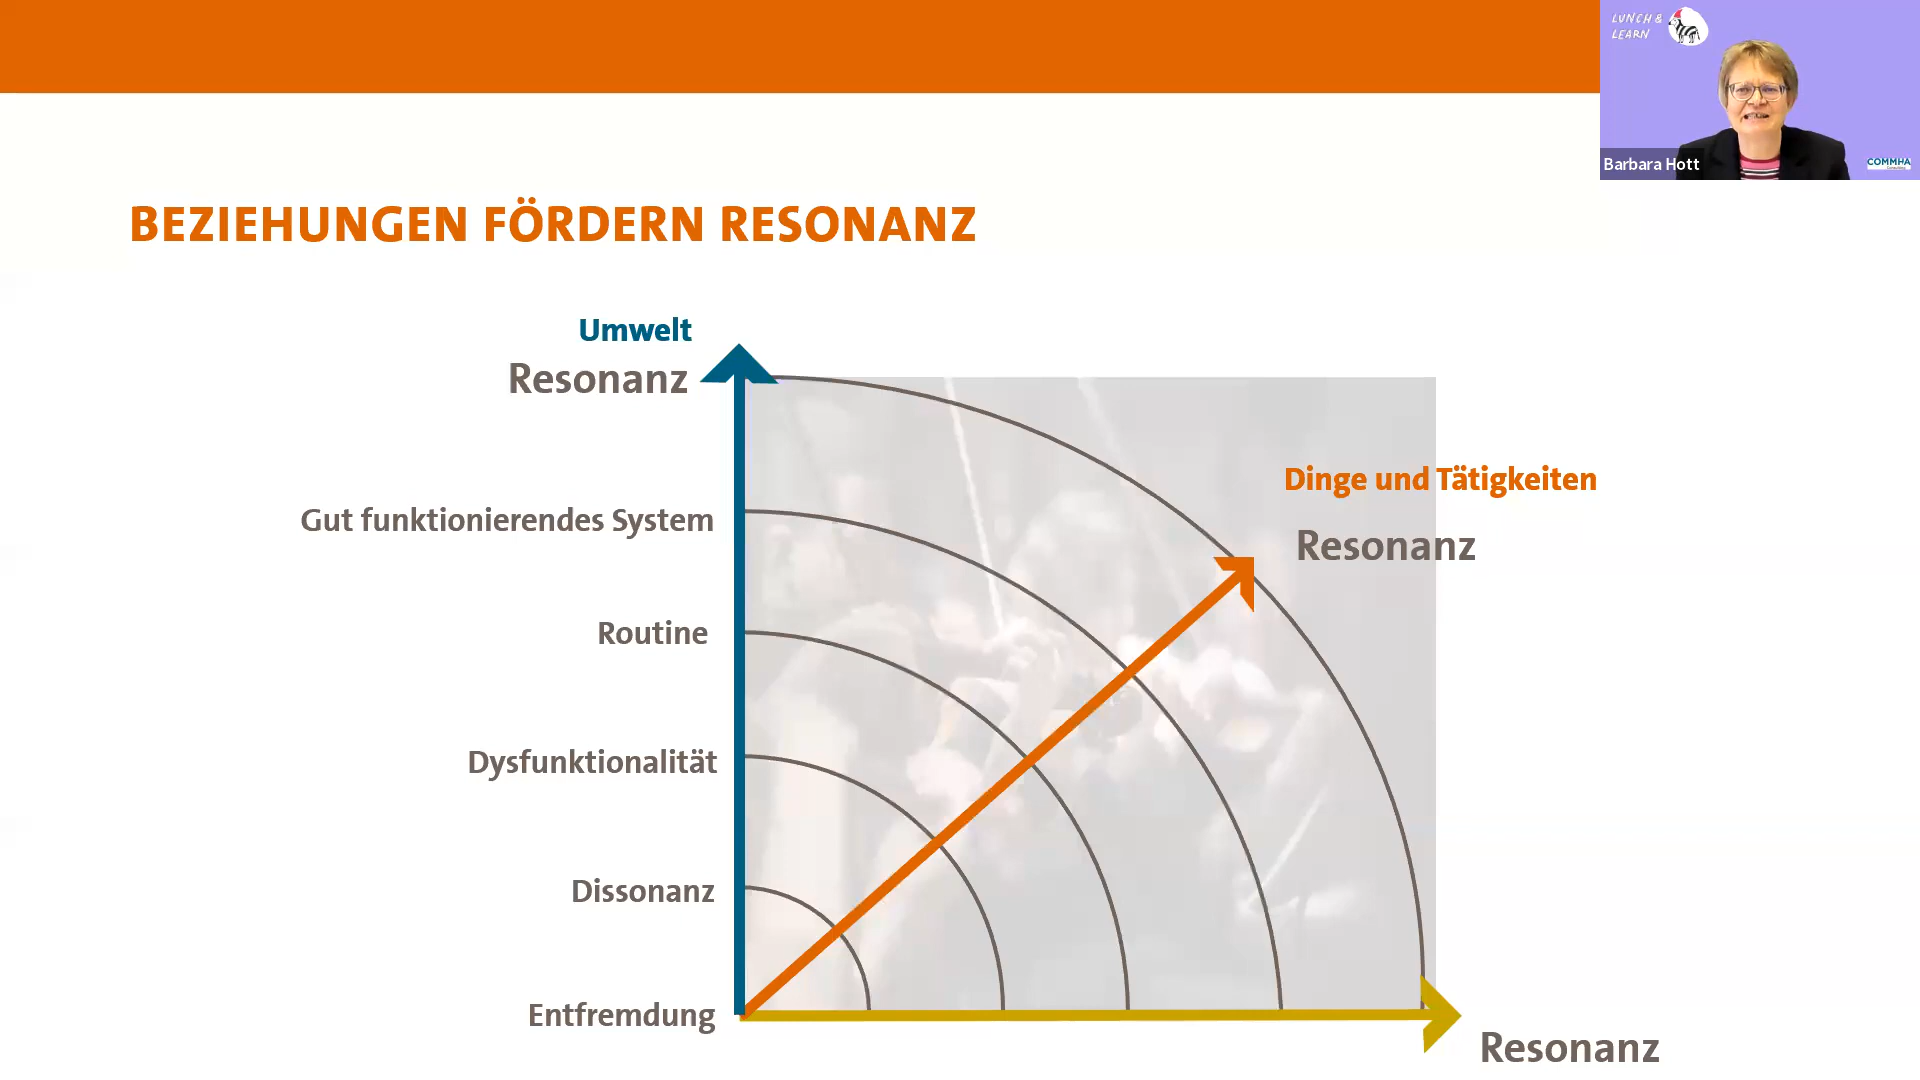 LUNCH &
LEARN
Barbara Hott
COMMHA
BEZIEHUNGEN FÖRDERN RESONANZ
Umwelt
Resonanz
Dinge und Tätigkeiten
Gut funktionierendes System
Resonanz
Routine
Dysfunktionalität
Dissonanz
Entfremdung
Resonanz